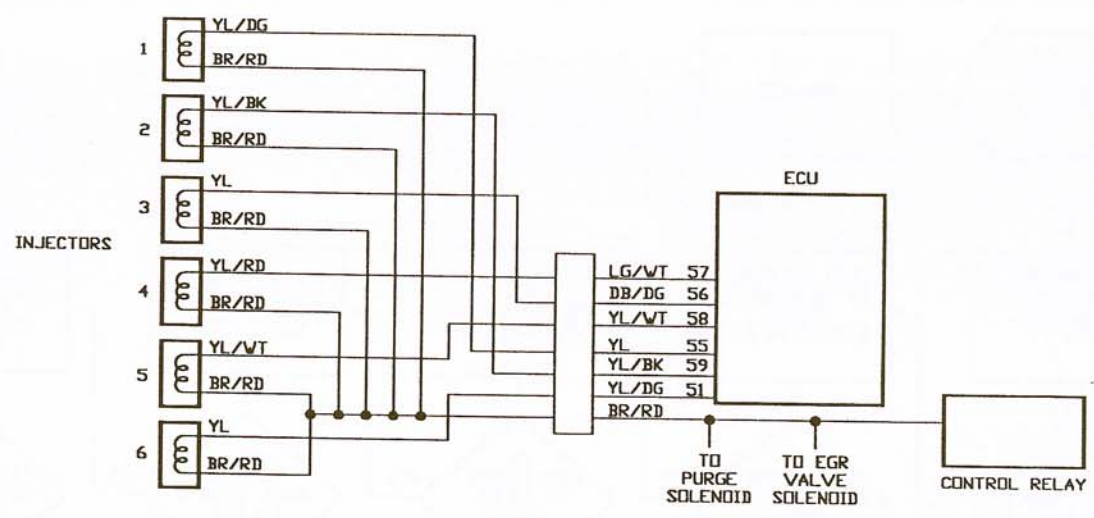 INJECTORS
1
YL/DG
BR/RD
2
YL/BK
BR/RD
3
YL
BR/RD
4
YL/RD
BR/RD
5
YL/WT
BR/RD
6
YL
BR/RD
LG/WT 57
DB/DG 56
YL/WT 58
YL 55
YL/BK 59
YL/DG 51
BR/RD
ECU
TO
PURGE
SOLENOID
TO EGR
VALVE
SOLENOID
CONTROL RELAY